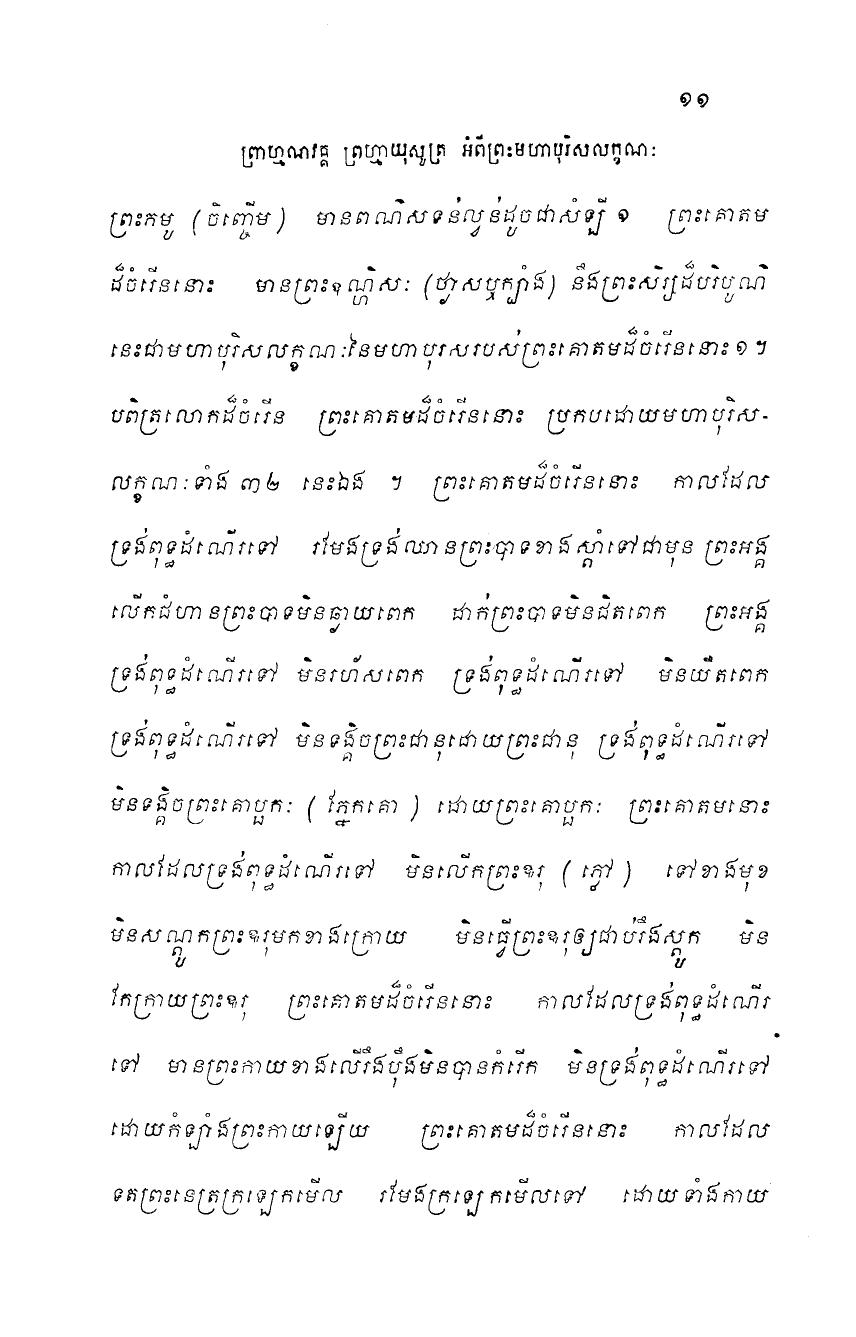 ១១
ព្រាហ្មណវគ្គ ព្រហ្មាយុសូត្រ អំពីព្រះមហាបុរិសលក្ខណៈ
ព្រះកមូ (ចិញ្ចើម) មានពណ៌សទន់ល្វន់ដូចជាសំឡី ១ ព្រះគោតម
ដ៏ចំរើននោះ មានព្រះឧណ្ហិសៈ (ថ្ងាសឬក្បាំង) នឹងព្រះសិរ្សដ៏បរិបូណ៌
នេះជាមហាបុរិសលក្ខណៈនៃមហាបុរសរបស់ព្រះគោតមដ៏ចំរើននោះ ១ ។
បពិត្រលោកដ៏ចំរើន ព្រះគោតមដ៏ចំរើននោះ ប្រកបដោយមហាបុរិស-
លក្ខណៈទាំង ៣២ នេះឯង ។ ព្រះគោតមដ៏ចំរើននោះ កាលដែល
ទ្រង់ពុទ្ធដំណើរទៅ រមែងទ្រង់ឈានព្រះបាទខាងស្តាំទៅជាមុន ព្រះអង្គ
លើកជំហានព្រះបាទមិនឆ្ងាយពេក ដាក់ព្រះបាទមិនជិតពេក ព្រះអង្គ
ទ្រង់ពុទ្ធដំណើរទៅ មិនរហ័សពេក ទ្រង់ពុទ្ធដំណើរទៅ មិនយឺតពេក
ទ្រង់ពុទ្ធដំណើរទៅ មិនទង្គិចព្រះជានុដោយព្រះជានុ ទ្រង់ពុទ្ធដំណើរទៅ
មិនទង្គិចព្រះគោប្ផកៈ (ភ្នែកគោ) ដោយព្រះគោប្ផកៈ ព្រះគោតមនោះ
កាលដែលទ្រង់ពុទ្ធដំណើរទៅ មិនលើកព្រះឩរុ (ភ្លៅ) ទៅខាងមុខ
មិនសណ្តូកព្រះឩរុមកខាងក្រោយ មិនធ្វើព្រះឩរុឲ្យជាប់រឹងស្តូក មិន
កែក្រាយព្រះឩរុ ព្រះគោតមដ៏ចំរើននោះ កាលដែលទ្រង់ពុទ្ធដំណើរ
ទៅ មានព្រះកាយខាងលើរឹងប៉ឹងមិនបានកំរើក មិនទ្រង់ពុទ្ធដំណើរទៅ
ដោយកំឡាំងព្រះកាយឡើយ ព្រះគោតមដ៏ចំរើននោះ កាលដែល
ទតព្រះនេត្រក្រឡេកមើល រមែងក្រឡេកមើលទៅ ដោយទាំងកាយ